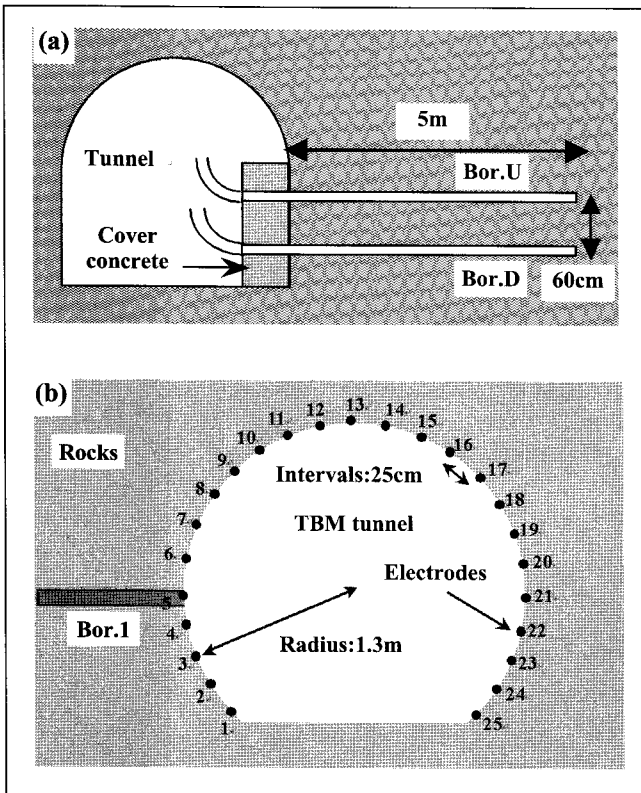 (a)
5m
Tunnel
Bor.U
Cover
concrete
Bor.D
60cm
(b)
Rocks
Intervals:25cm
TBM tunnel
Electrodes
Bor.1
Radius:1.3m
1.
2.
3.
4.
5.
6.
7.
8.
9.
10.
11.
12
13.
14.
15
16
17.
18
19
20
21.
22
23
24
25.